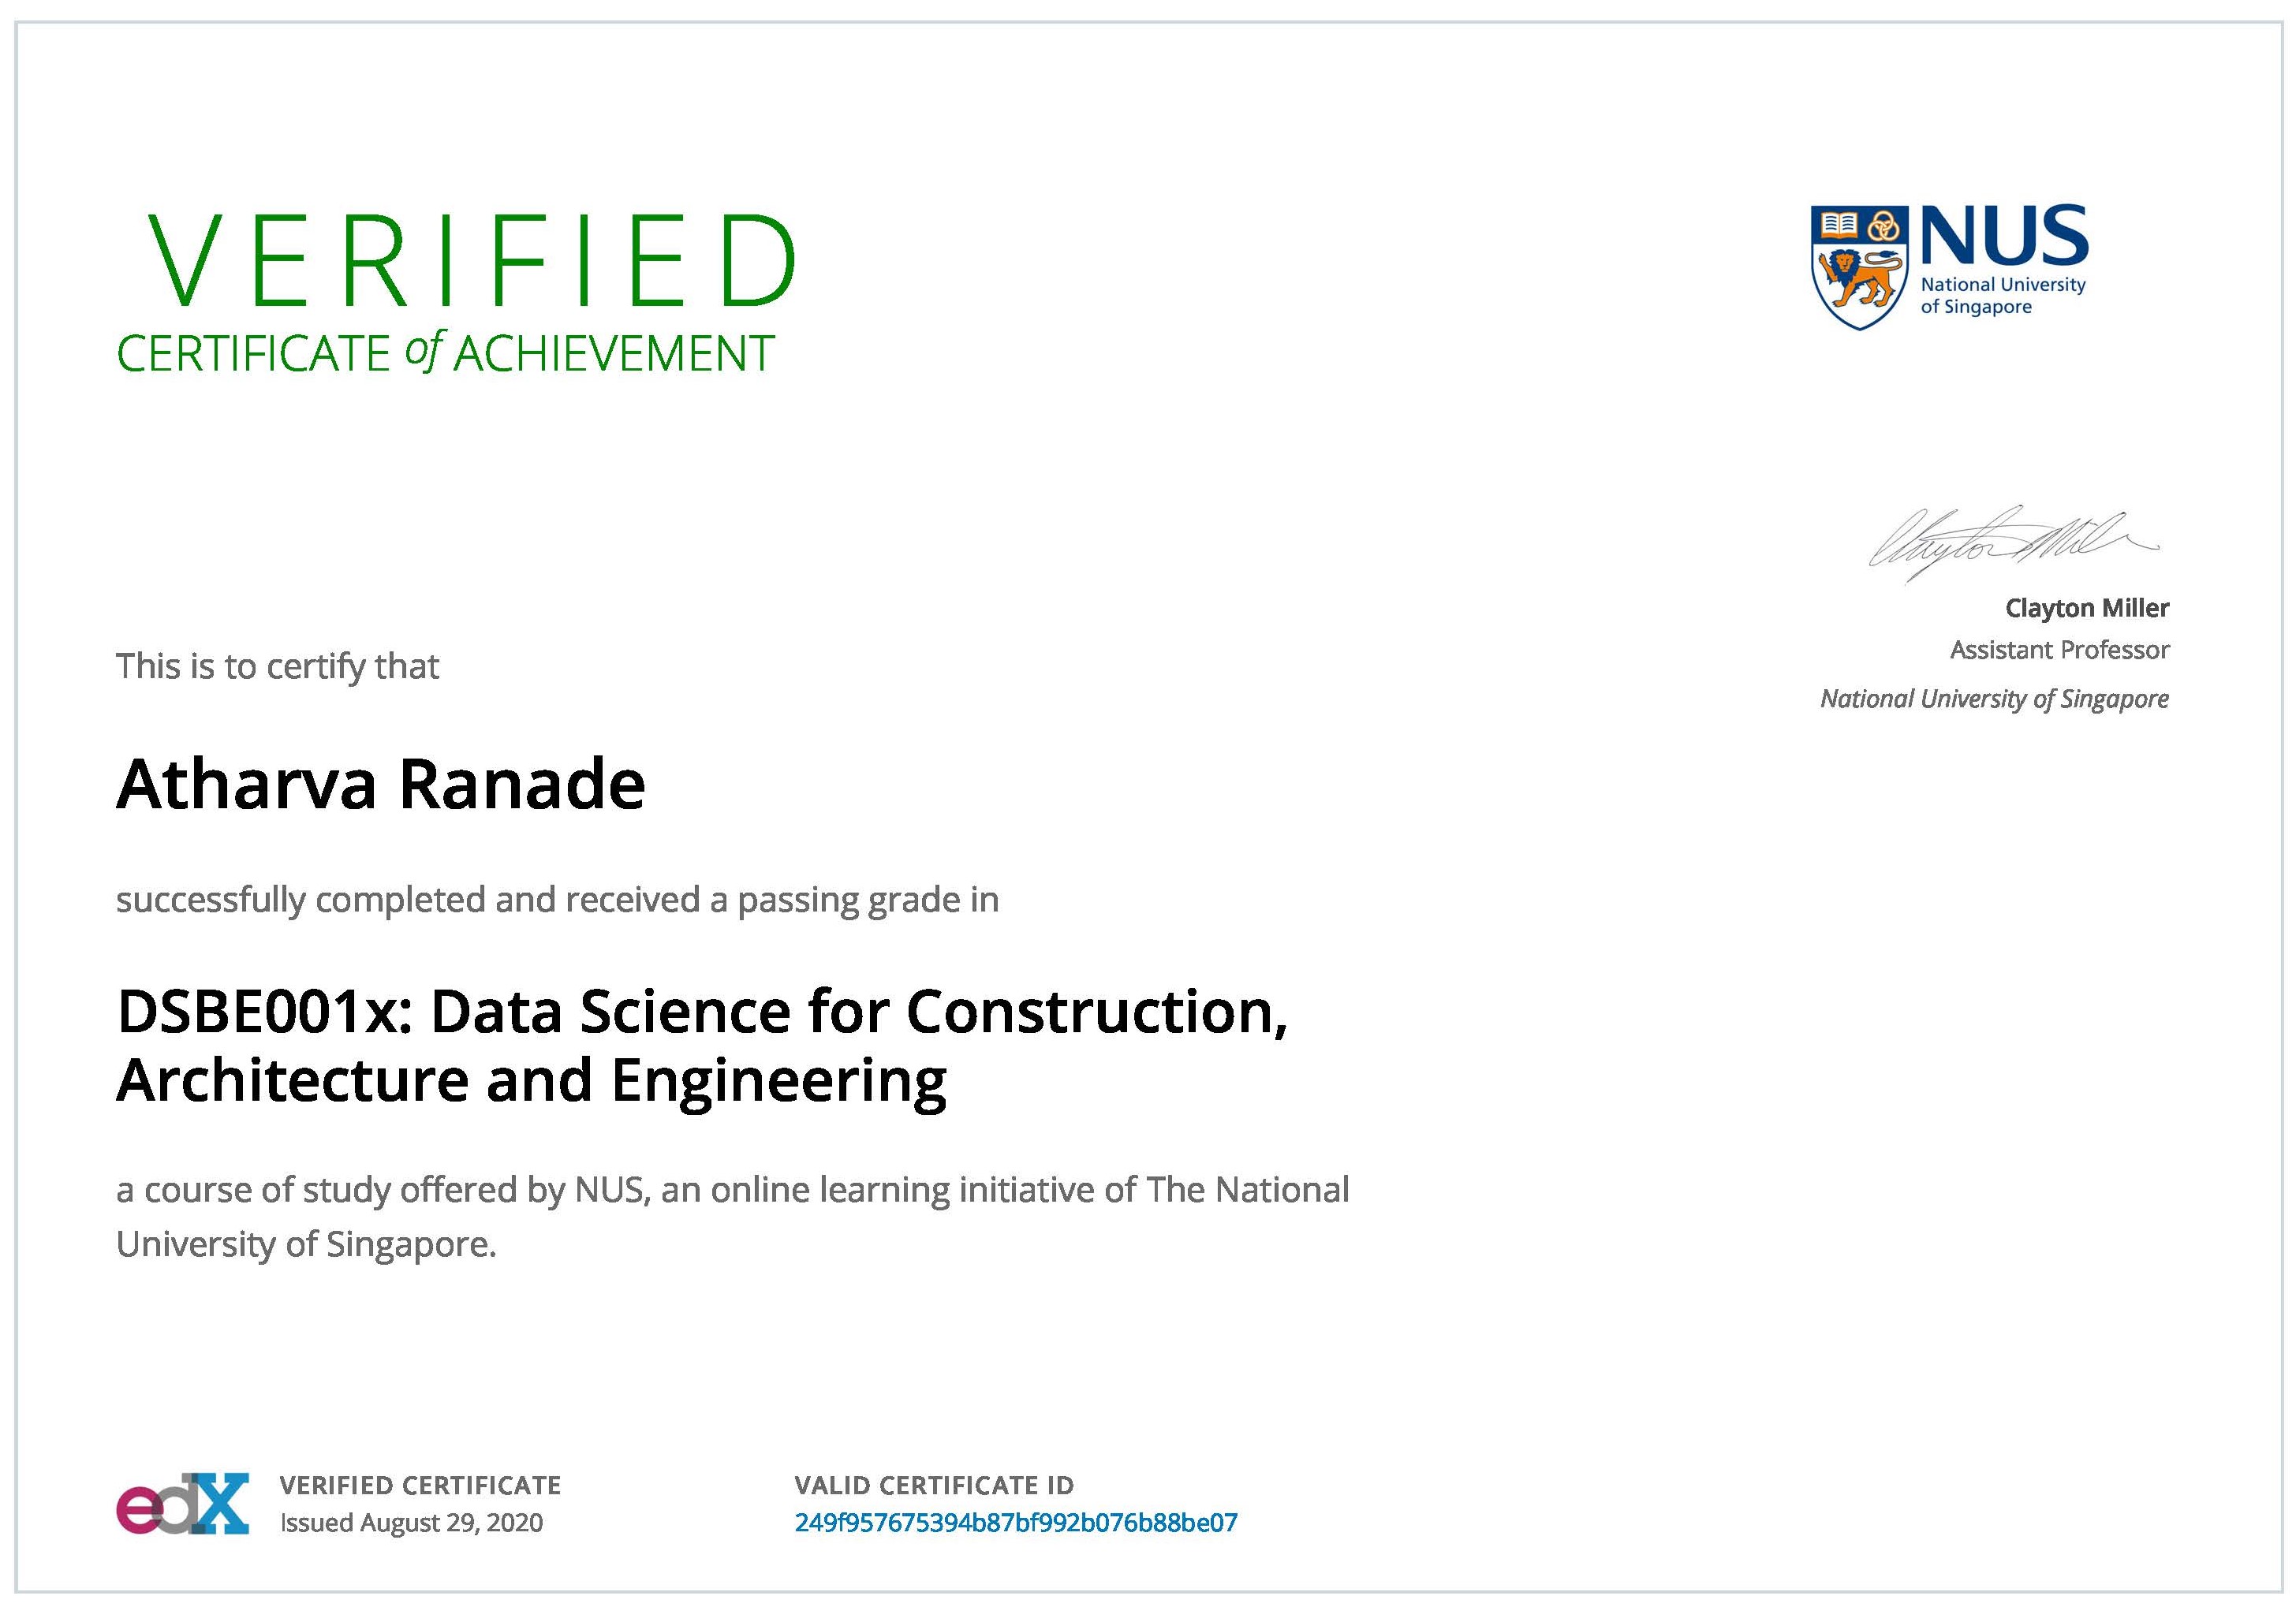 VERIFIED
CERTIFICATE of ACHIEVEMENT
NUS
National University
of Singapore
Clayton Miller
Clayton Miller
Assistant Professor
National University of Singapore
This is to certify that
Atharva Ranade
successfully completed and received a passing grade in
DSBE001x: Data Science for Construction,
Architecture and Engineering
a course of study offered by NUS, an online learning initiative of The National
University of Singapore.
edX
VERIFIED CERTIFICATE
Issued August 29, 2020
VALID CERTIFICATE ID
249f957675394b87bf992b076b88be07